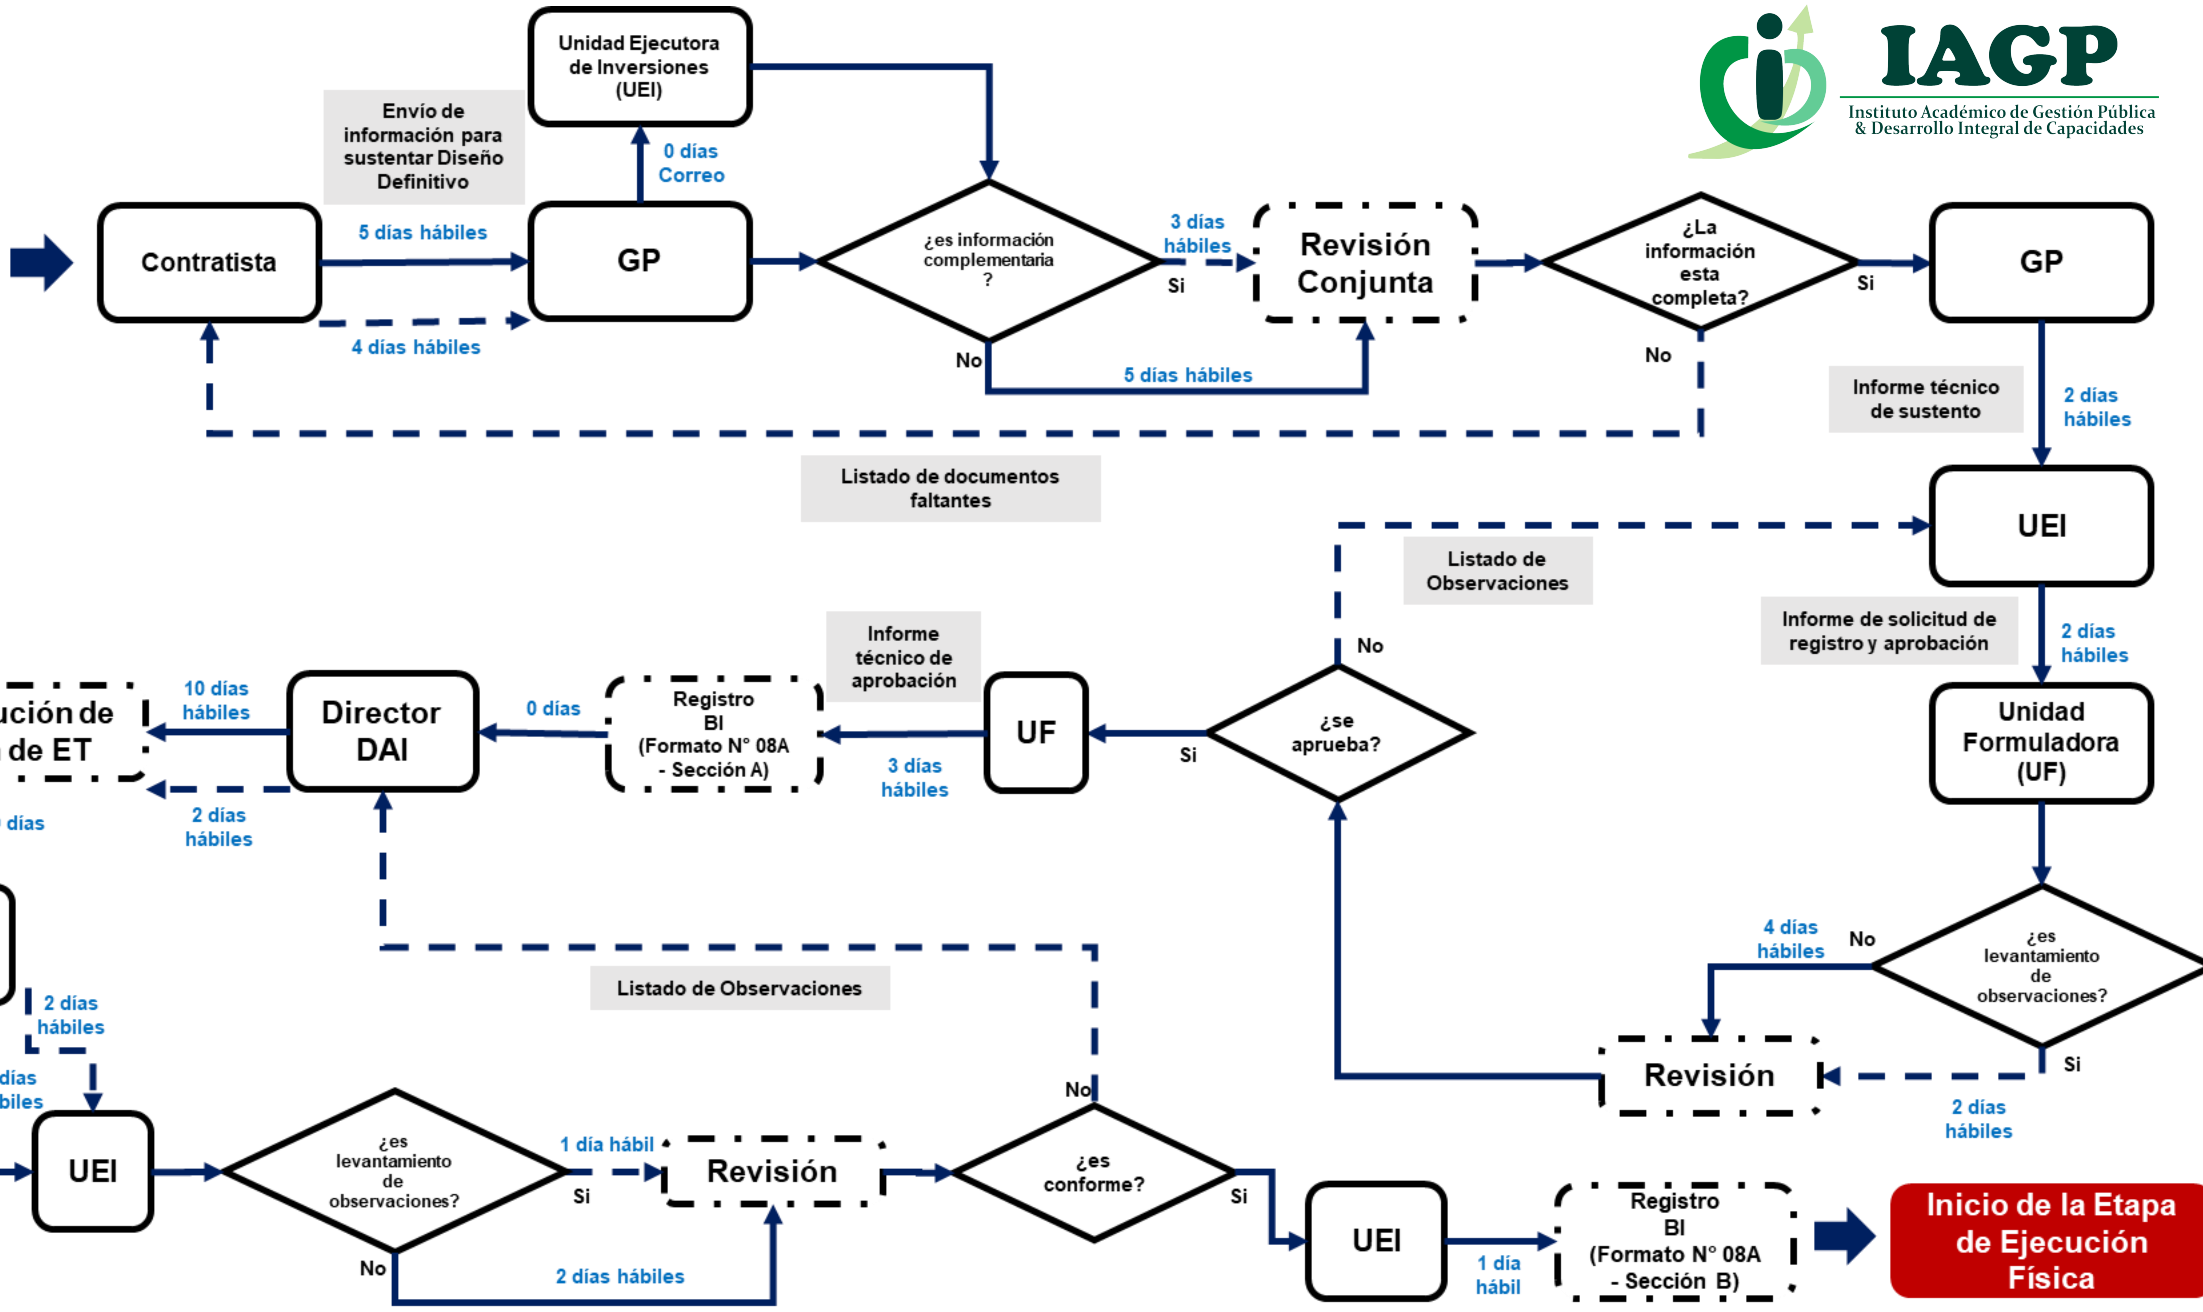 IAGP
Instituto Académico de Gestión Pública
& Desarrollo Integral de Capacidades
Unidad Ejecutora
de Inversiones
(UEI)
Envío de
información para
sustentar Diseño
Definitivo
0 días
Correo
Contratista
5 días hábiles
4 días hábiles
GP
¿es información
complementaria
?
3 días
hábiles
Si
No
5 días hábiles
Revisión
Conjunta
¿La
información
esta
completa?
Si
No
GP
Informe técnico
de sustento
2 días
hábiles
Listado de documentos
faltantes
UEI
Listado de
Observaciones
Informe de solicitud de
registro y aprobación
2 días
hábiles
Unidad
Formuladora
(UF)
No
¿se
aprueba?
Si
UF
Informe
técnico de
aprobación
3 días
hábiles
Registro
BI
(Formato N° 08A
- Sección A)
0 días
Director
DAI
10 días
hábiles
2 días
hábiles
ución de
de ET
días
¿es
levantamiento
de
observaciones?
4 días
hábiles
No
Si
2 días
hábiles
Revisión
Listado de Observaciones
2 días
hábiles
días
biles
UEI
¿es
levantamiento
de
observaciones?
1 día hábil
Si
No
2 días hábiles
Revisión
No
¿es
conforme?
Si
UEI
1 día
hábil
Registro
BI
(Formato N° 08A
- Sección B)
Inicio de la Etapa
de Ejecución
Física